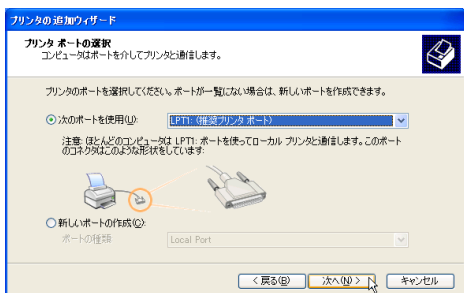 プリンタの追加ウィザード
プリンタ ポートの選択
コンピュータはポートを介してプリンタと通信します。
プリンタのポートを選択してください。ポートが一覧にない場合は、新しいポートを作成できます。
次のポートを使用(U):
LPT1: (推奨プリンタ ポート)
注意: ほとんどのコンピュータは LPT1: ポートを使ってローカル プリンタと通信します。このポート
のコネクタはこのような形状をしています:
新しいポートの作成(C):
ポートの種類
Local Port
< 戻る(B)
次へ(N) >
キャンセル